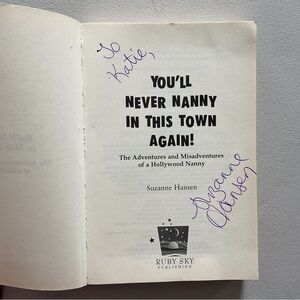 To
Katie,
YOU'LL
NEVER NANNY
IN THIS TOWN
AGAIN!
The Adventures and Misadventures
of a Hollywood Nanny
Suzanne Hansen
Suzanne
Hansen
RUBY SKY
PUBLISHING